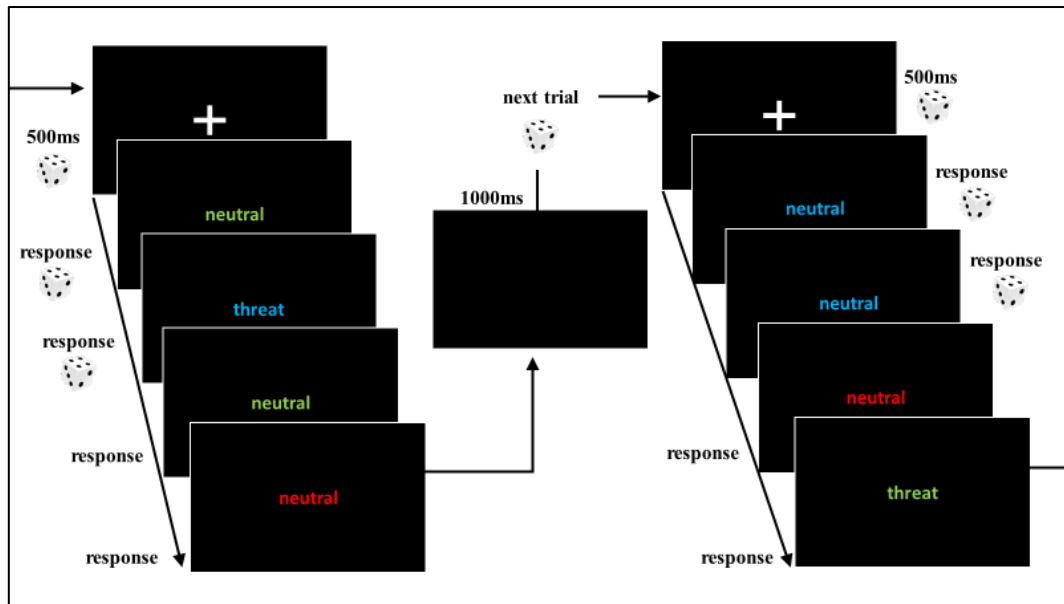 500ms
neutral
response
threat
response
neutral
response
neutral
response
1000ms
next trial
500ms
neutral
response
neutral
response
neutral
response
threat
response